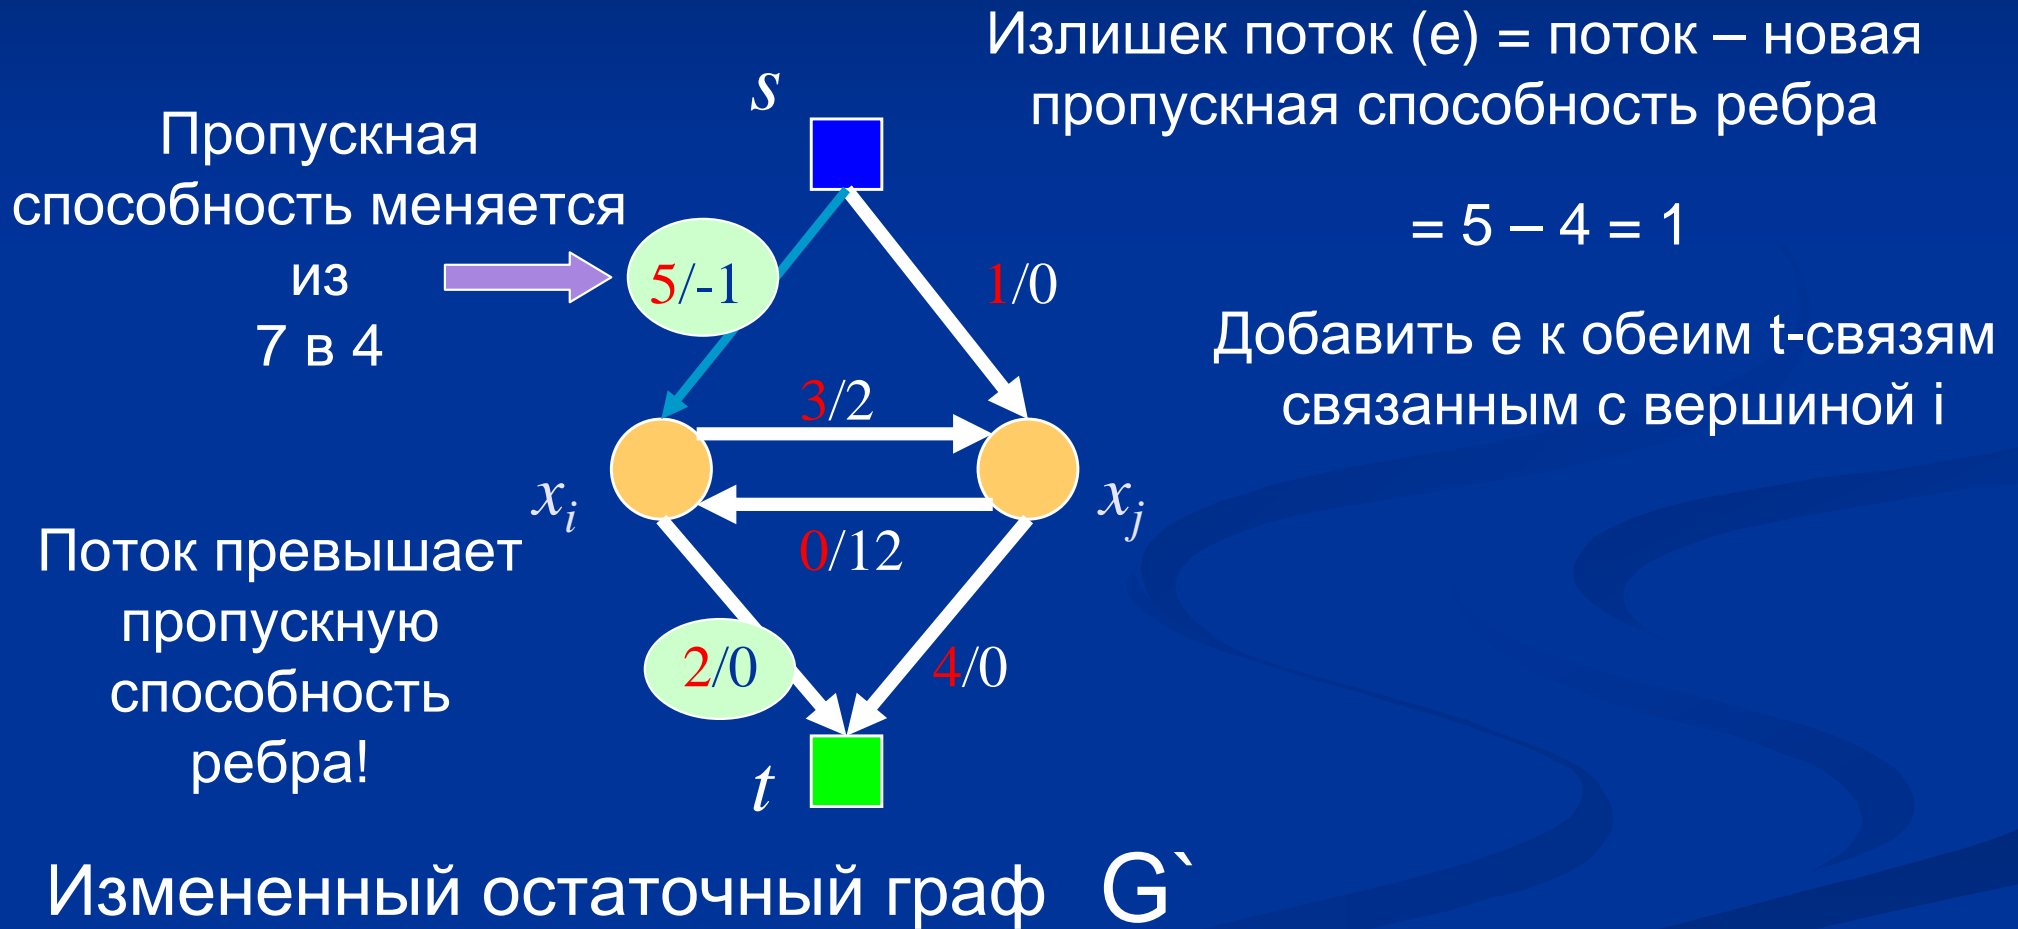 Излишек поток (e) = поток – новая
пропускная способность ребра
= 5 – 4 = 1
Добавить e к обеим t-связям
связанным с вершиной i
Пропускная
способность меняется
из
7 в 4
Поток превышает
пропускную
способность
ребра!
s
5/-1
1/0
3/2
x_i
x_j
0/12
2/0
4/0
t
Измененный остаточный граф G`